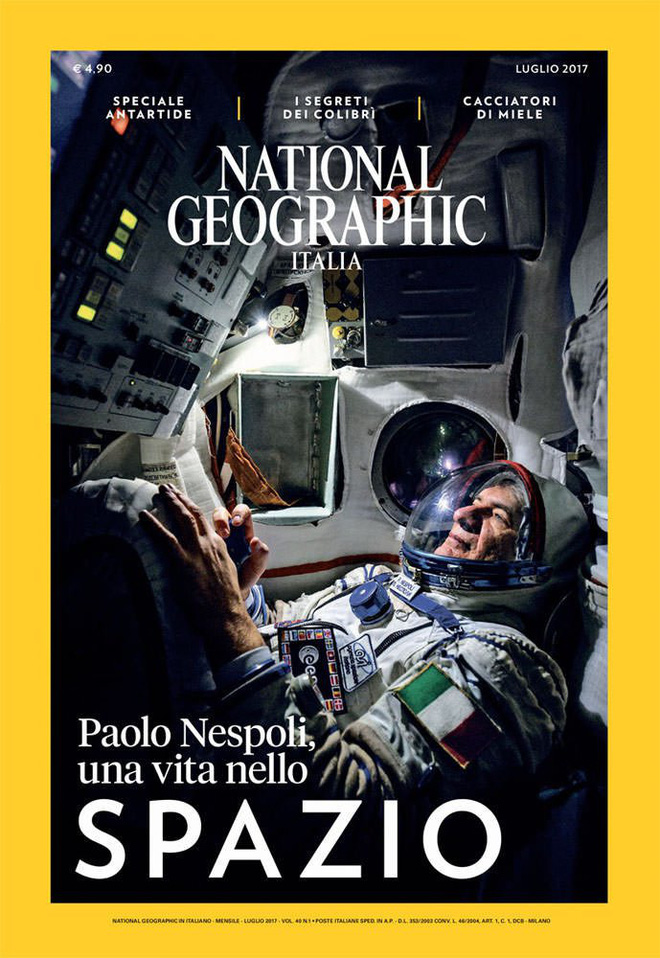 € 4,90
LUGLIO 2017
SPECIALE
ANTARTIDE
I SEGRETI
DEI COLIBRÌ
CACCIATORI
DI MIELE
NATIONAL
GEOGRAPHIC
ITALIA
esa
Paolo Nespoli,
una vita nello
SPAZIO
NATIONAL GEOGRAPHIC IN ITALIANO - MENSILE - LUGLIO 2017 - VOL. 40 N.1 • POSTE ITALIANE SPED. IN A.P. - D.L. 353/2003 CONV. L. 46/2004, ART. 1, C. 1, DCB - MILANO